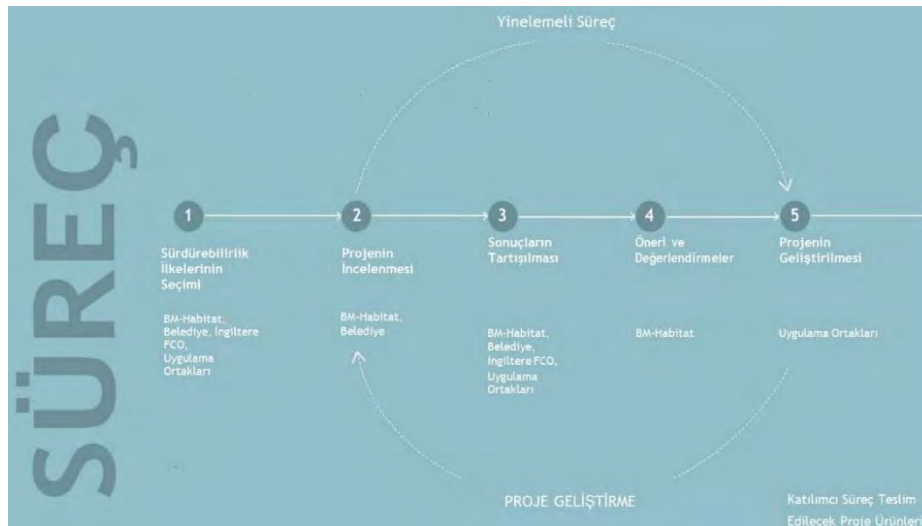 SÜREÇ
Yinelemeli Süreç
1
2
3
4
5
Sürdürebilirlik
İlkelerinin
Seçimi
Projenin
İncelenmesi
Sonuçların
Tartışılması
Öneri ve
Değerlendirmeler
Projenin
Geliştirilmesi
BM-Habitat,
Belediye, İngiltere
FCO,
Uygulama
Ortakları
BM-Habitat,
Belediye
BM-Habitat,
Belediye,
İngiltere FCO,
Uygulama
Ortakları
BM-Habitat
Uygulama Ortakları
PROJE GELİŞTİRME
Katılımcı Süreç Teslim
Edilecek Proje Ürünleri